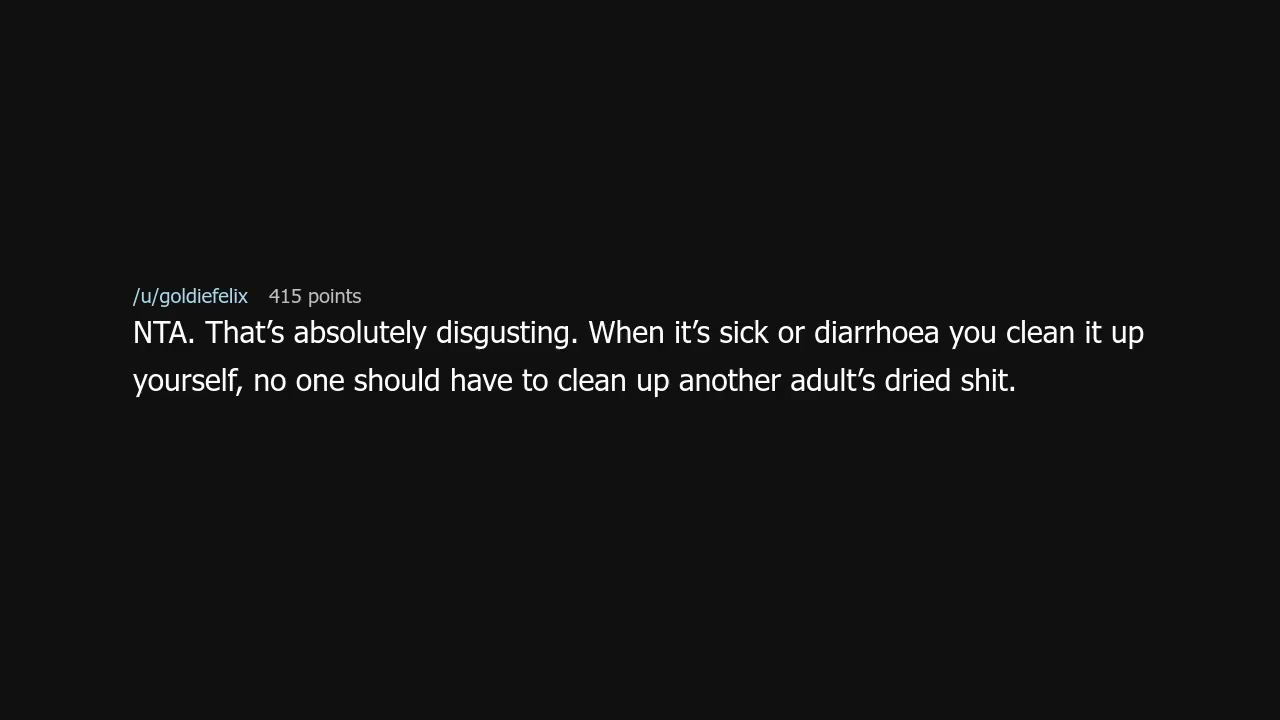 /u/goldiefelix 415 points
NTA. That’s absolutely disgusting. When it’s sick or diarrhoea you clean it up
yourself, no one should have to clean up another adult’s dried shit.